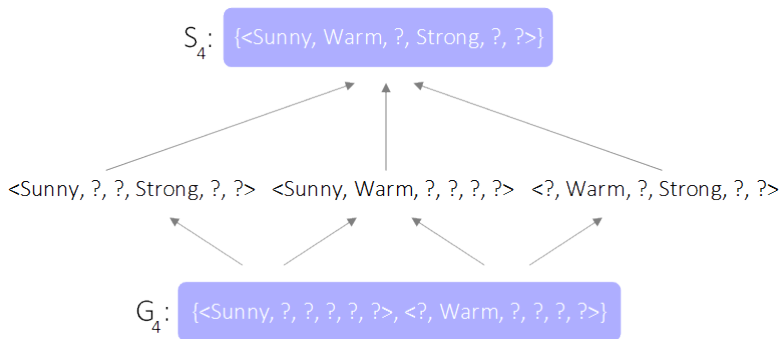 S4: {<Sunny, Warm, ?, Strong, ?, ?>}
<Sunny, ?, ?, Strong, ?, ?> <Sunny, Warm, ?, ?, ?, ?> <?, Warm, ?, Strong, ?, ?>
G4: {<Sunny, ?, ?, ?, ?, ?>, <?, Warm, ?, ?, ?, ?>}